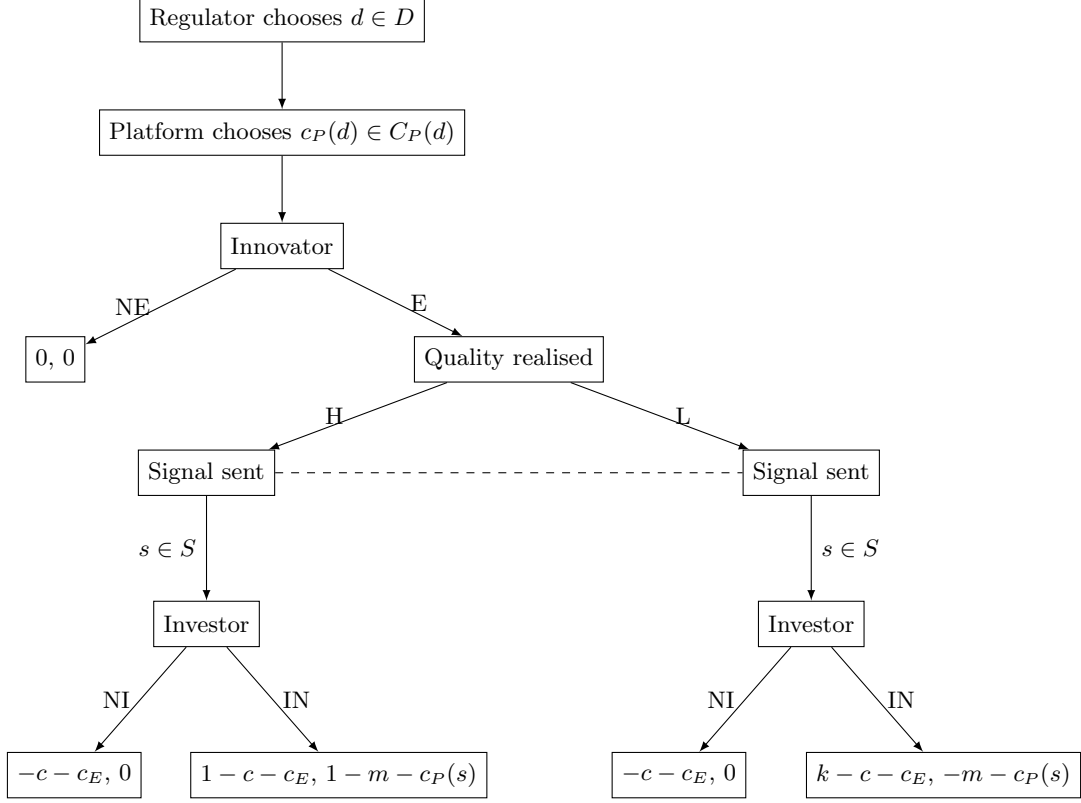 Regulator chooses d ∈ D
Platform chooses c_P(d) ∈ C_P(d)
Innovator
NE
E
0, 0
Quality realised
H
L
Signal sent
Signal sent
s ∈ S
s ∈ S
Investor
Investor
NI
IN
NI
IN
−c − c_E, 0
1 − c − c_E, 1 − m − c_P(s)
−c − c_E, 0
k − c − c_E, −m − c_P(s)